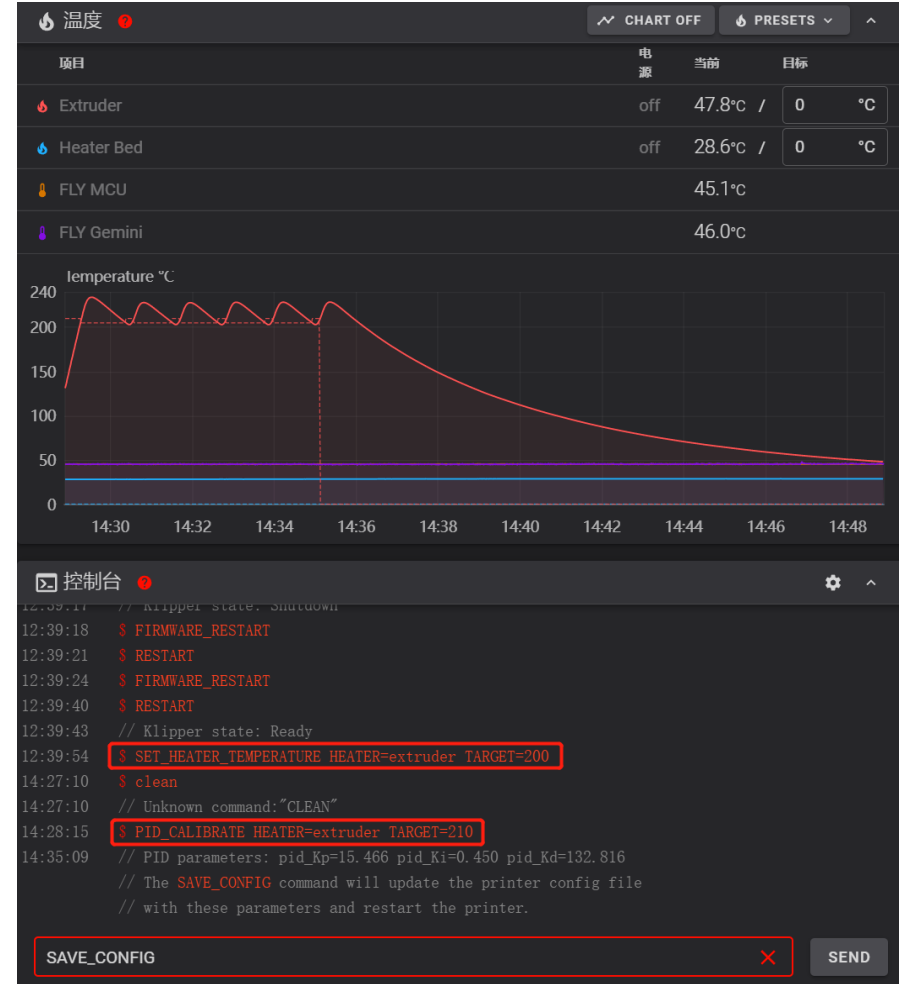 温度 ?
CHART OFF
PRESETS
项目 电源 当前 目标
Extruder off 47.8°C / 0 °C
Heater Bed off 28.6°C / 0 °C
FLY MCU 45.1°C
FLY Gemini 46.0°C
Temperature °C
240
200
150
100
50
0
14:30 14:32 14:34 14:36 14:38 14:40 14:42 14:44 14:46 14:48
控制台 ?
12:39:17 // Klipper state: Shutdown
12:39:18 $ FIRMWARE_RESTART
12:39:21 $ RESTART
12:39:24 $ FIRMWARE_RESTART
12:39:40 $ RESTART
12:39:43 // Klipper state: Ready
12:39:54 $ SET_HEATER_TEMPERATURE HEATER=extruder TARGET=200
14:27:10 $ clean
14:27:10 // Unknown command:"CLEAN"
14:28:15 $ PID_CALIBRATE HEATER=extruder TARGET=210
14:35:09 // PID parameters: pid_Kp=15.466 pid_Ki=0.450 pid_Kd=132.816
// The SAVE_CONFIG command will update the printer config file
// with these parameters and restart the printer.
SAVE_CONFIG SEND